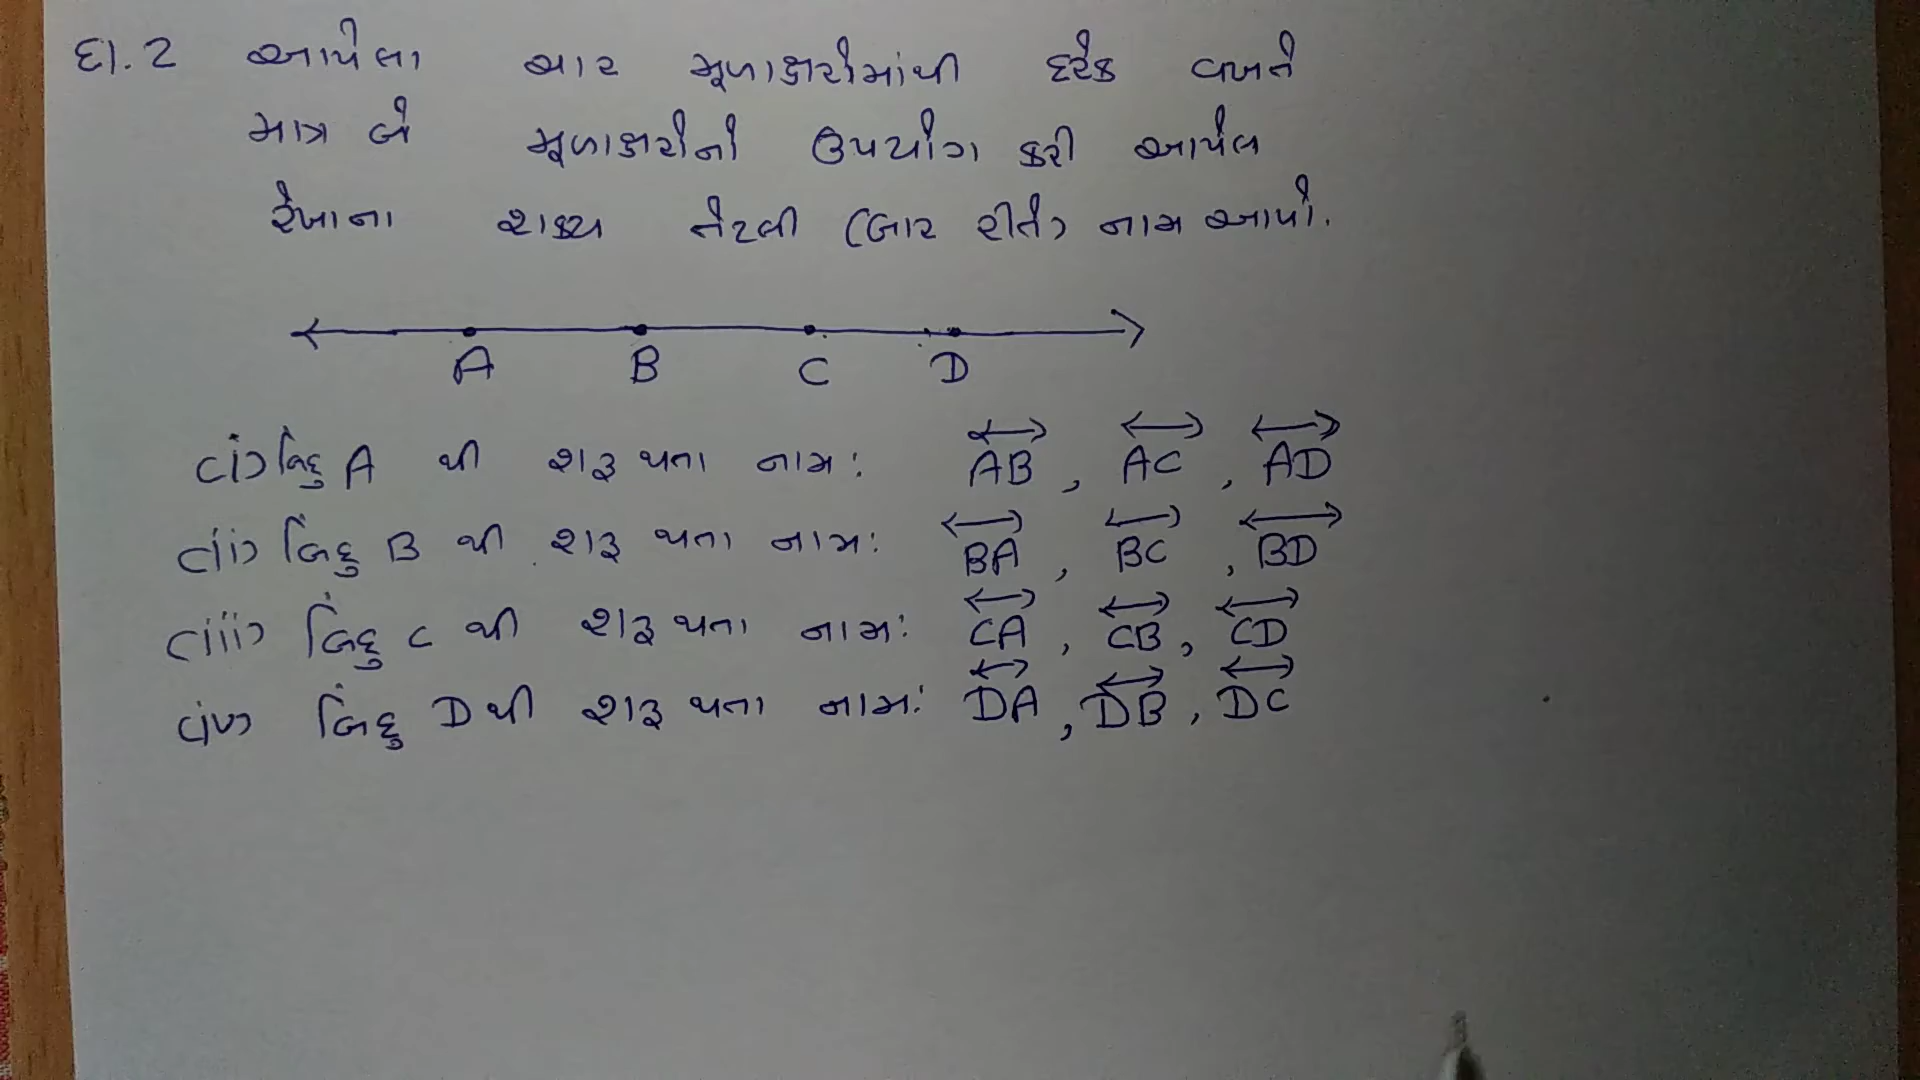 દા.2 આપેલા ચાર મૂળાક્ષરોમાંથી દરેક વખતે
માત્ર બે મૂળાક્ષરોનો ઉપયોગ કરી આપેલ
રેખાના શક્ય તેટલી (બાર રીતે) નામ આપો.
A B C D
(i) બિંદુ A થી શરૂ થતા નામ: AB, AC, AD
(ii) બિંદુ B થી શરૂ થતા નામ: BA, BC, BD
(iii) બિંદુ C થી શરૂ થતા નામ: CA, CB, CD
(iv) બિંદુ D થી શરૂ થતા નામ: DA, DB, DC